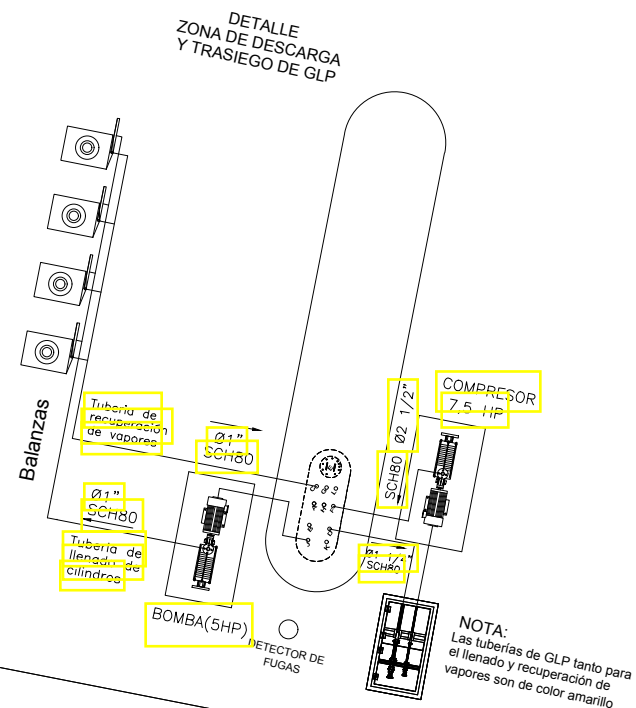 DETALLE
ZONA DE DESCARGA
Y TRASIEGO DE GLP
COMPRESOR
7.5 HP
SCH80 Ø2 1/2"
Tubería de
recuperación
de vapores
Ø1"
SCH80
Balanzas
Ø1"
SCH80
Tubería de
llenado de
cilindros
Ø1 1/2"
SCH80
BOMBA(5HP)
DETECTOR DE
FUGAS
NOTA:
Las tuberías de GLP tanto para
el llenado y recuperación de
vapores son de color amarillo